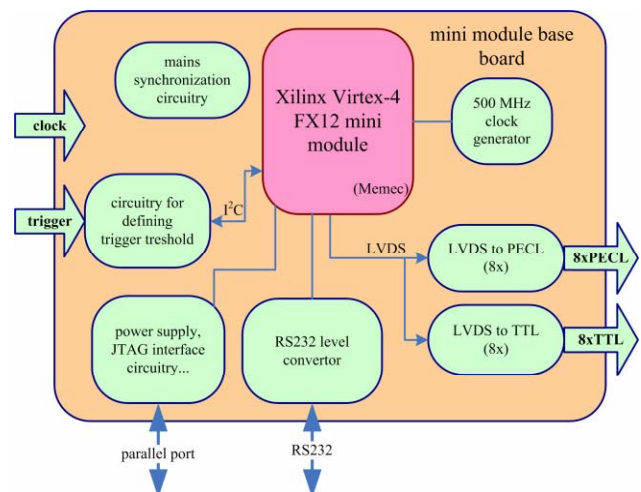 mini module base
board
mains
synchronization
circuitry
Xilinx Virtex-4
FX12 mini
module
(Memec)
500 MHz
clock
generator
clock
trigger
circuitry for
defining
trigger treshold
I²C
LVDS
LVDS to PECL
(8x)
8xPECL
LVDS to TTL
(8x)
8xTTL
power supply,
JTAG interface
circuitry...
RS232 level
convertor
parallel port
RS232